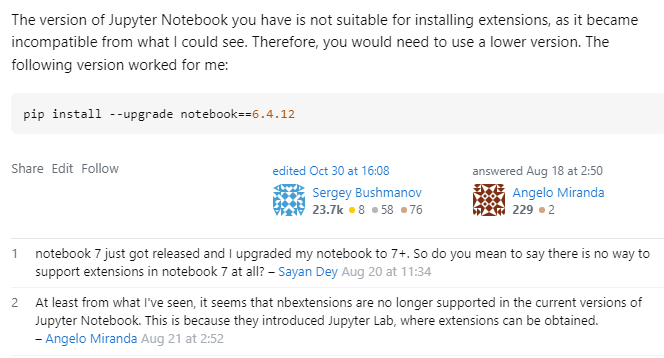 The version of Jupyter Notebook you have is not suitable for installing extensions, as it became
incompatible from what I could see. Therefore, you would need to use a lower version. The
following version worked for me:
pip install --upgrade notebook==6.4.12
Share Edit Follow
edited Oct 30 at 16:08
Sergey Bushmanov
23.7k 8 58 76
answered Aug 18 at 2:50
Angelo Miranda
229 2
1 notebook 7 just got released and I upgraded my notebook to 7+. So do you mean to say there is no way to
support extensions in notebook 7 at all? – Sayan Dey Aug 20 at 11:34
2 At least from what I've seen, it seems that nbextensions are no longer supported in the current versions of
Jupyter Notebook. This is because they introduced Jupyter Lab, where extensions can be obtained.
– Angelo Miranda Aug 21 at 2:52